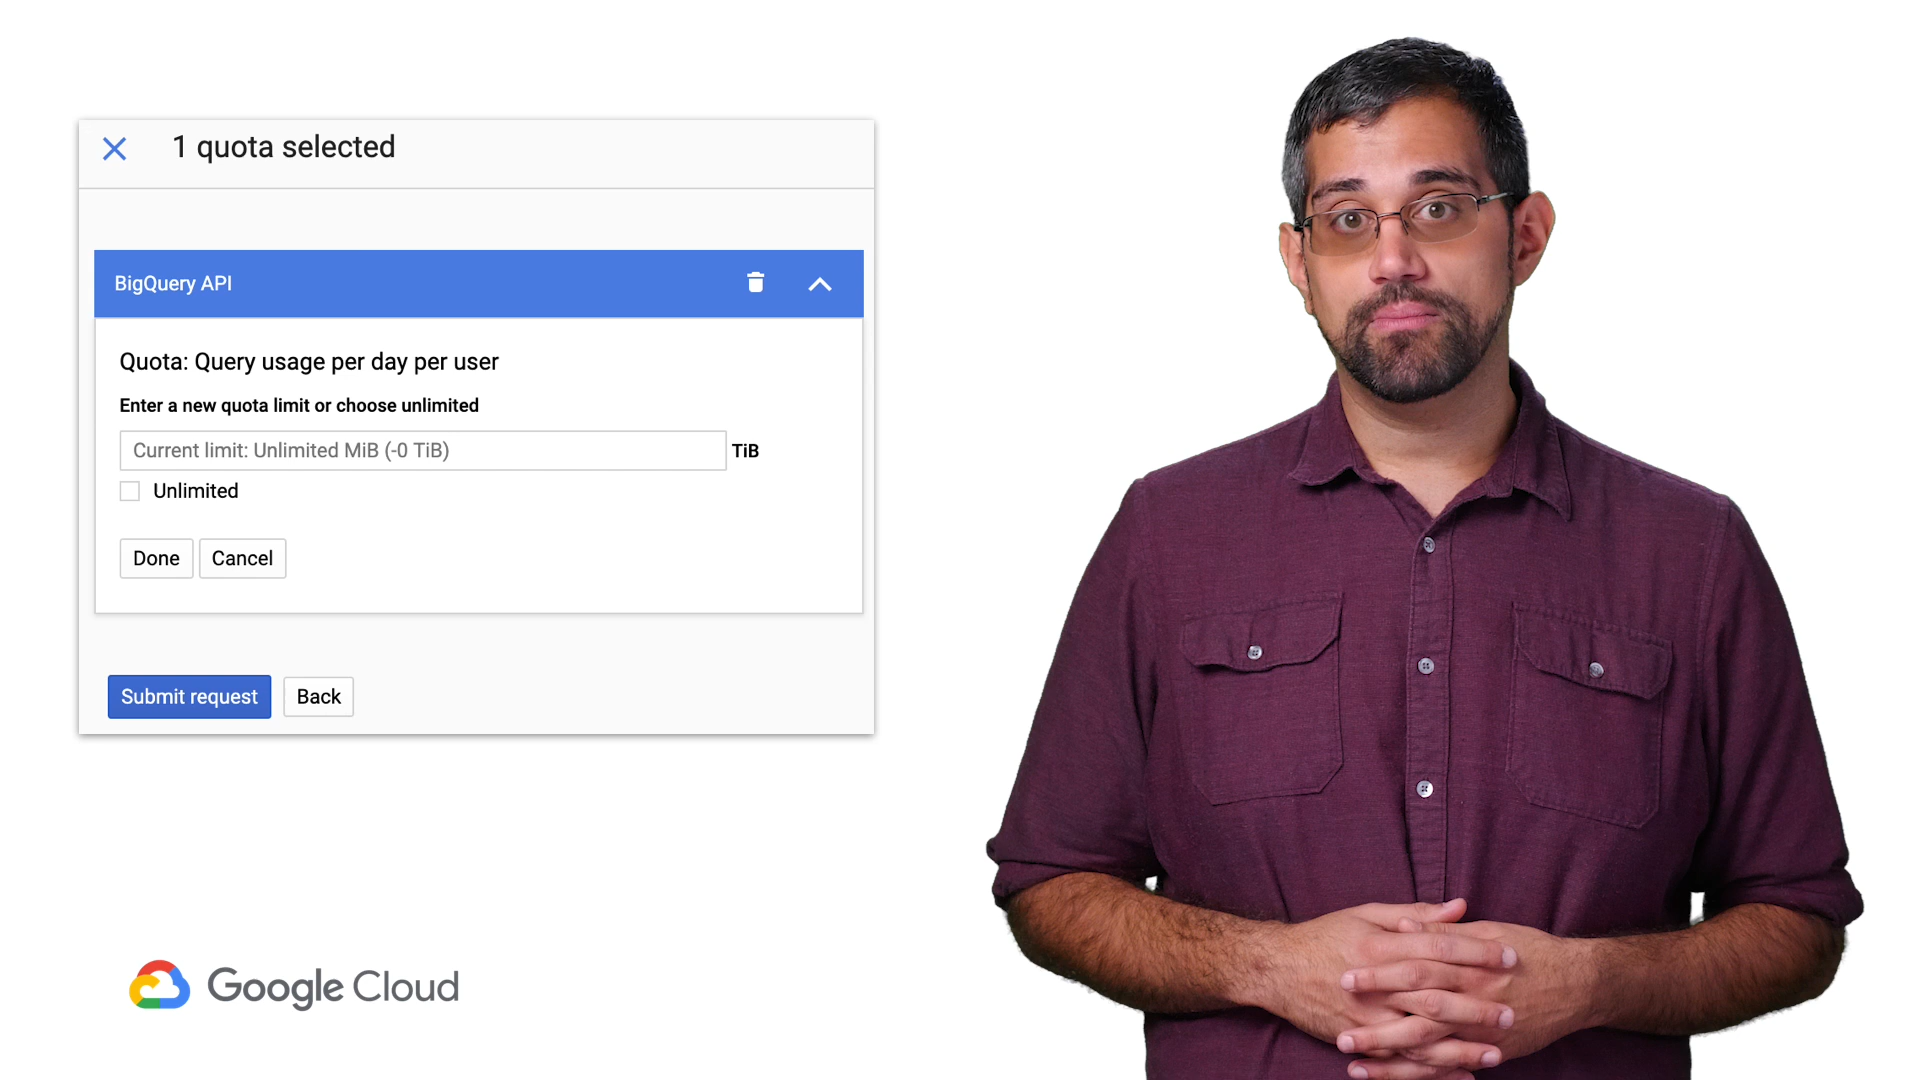 1 quota selected
BigQuery API
Quota: Query usage per day per user
Enter a new quota limit or choose unlimited
Current limit: Unlimited MiB (-0 TiB) TiB
Unlimited
Done Cancel
Submit request Back
Google Cloud